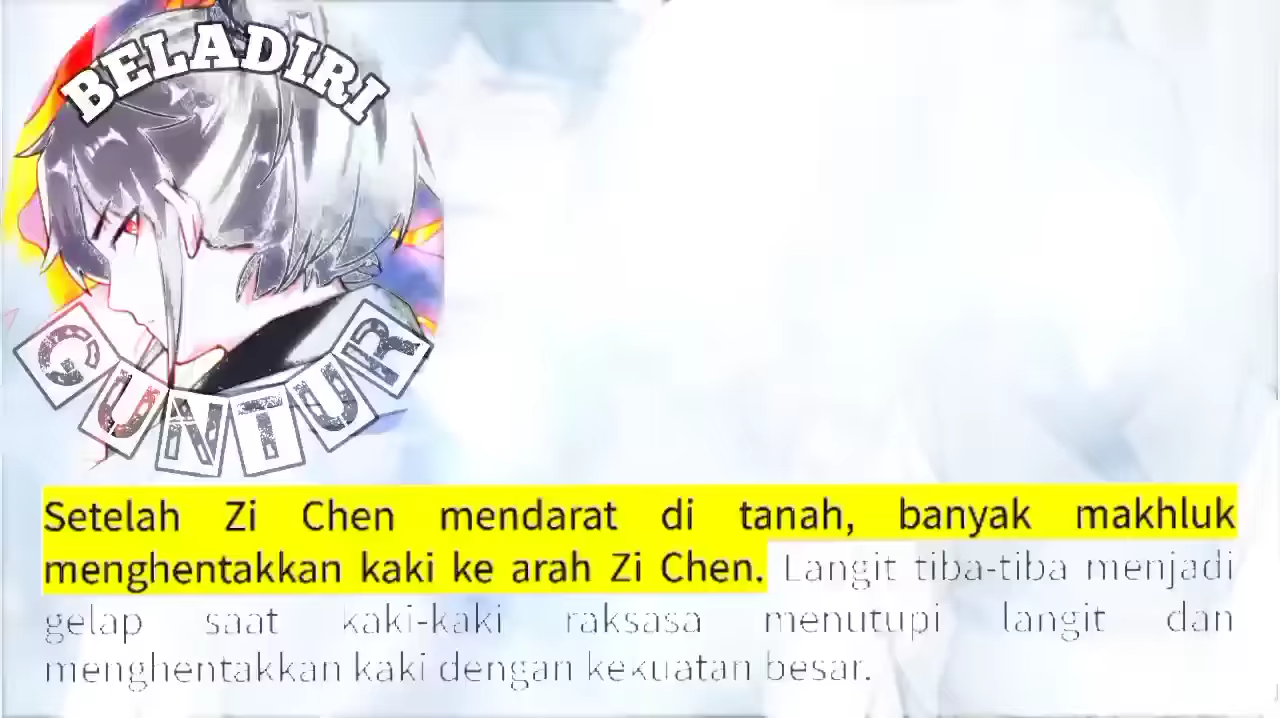 BELADIRI
GUNTUR
Setelah Zi Chen mendarat di tanah, banyak makhluk
menghentakkan kaki ke arah Zi Chen. Langit tiba-tiba menjadi
gelap saat kaki-kaki raksasa menutupi langit dan
menghentakkan kaki dengan kekuatan besar.